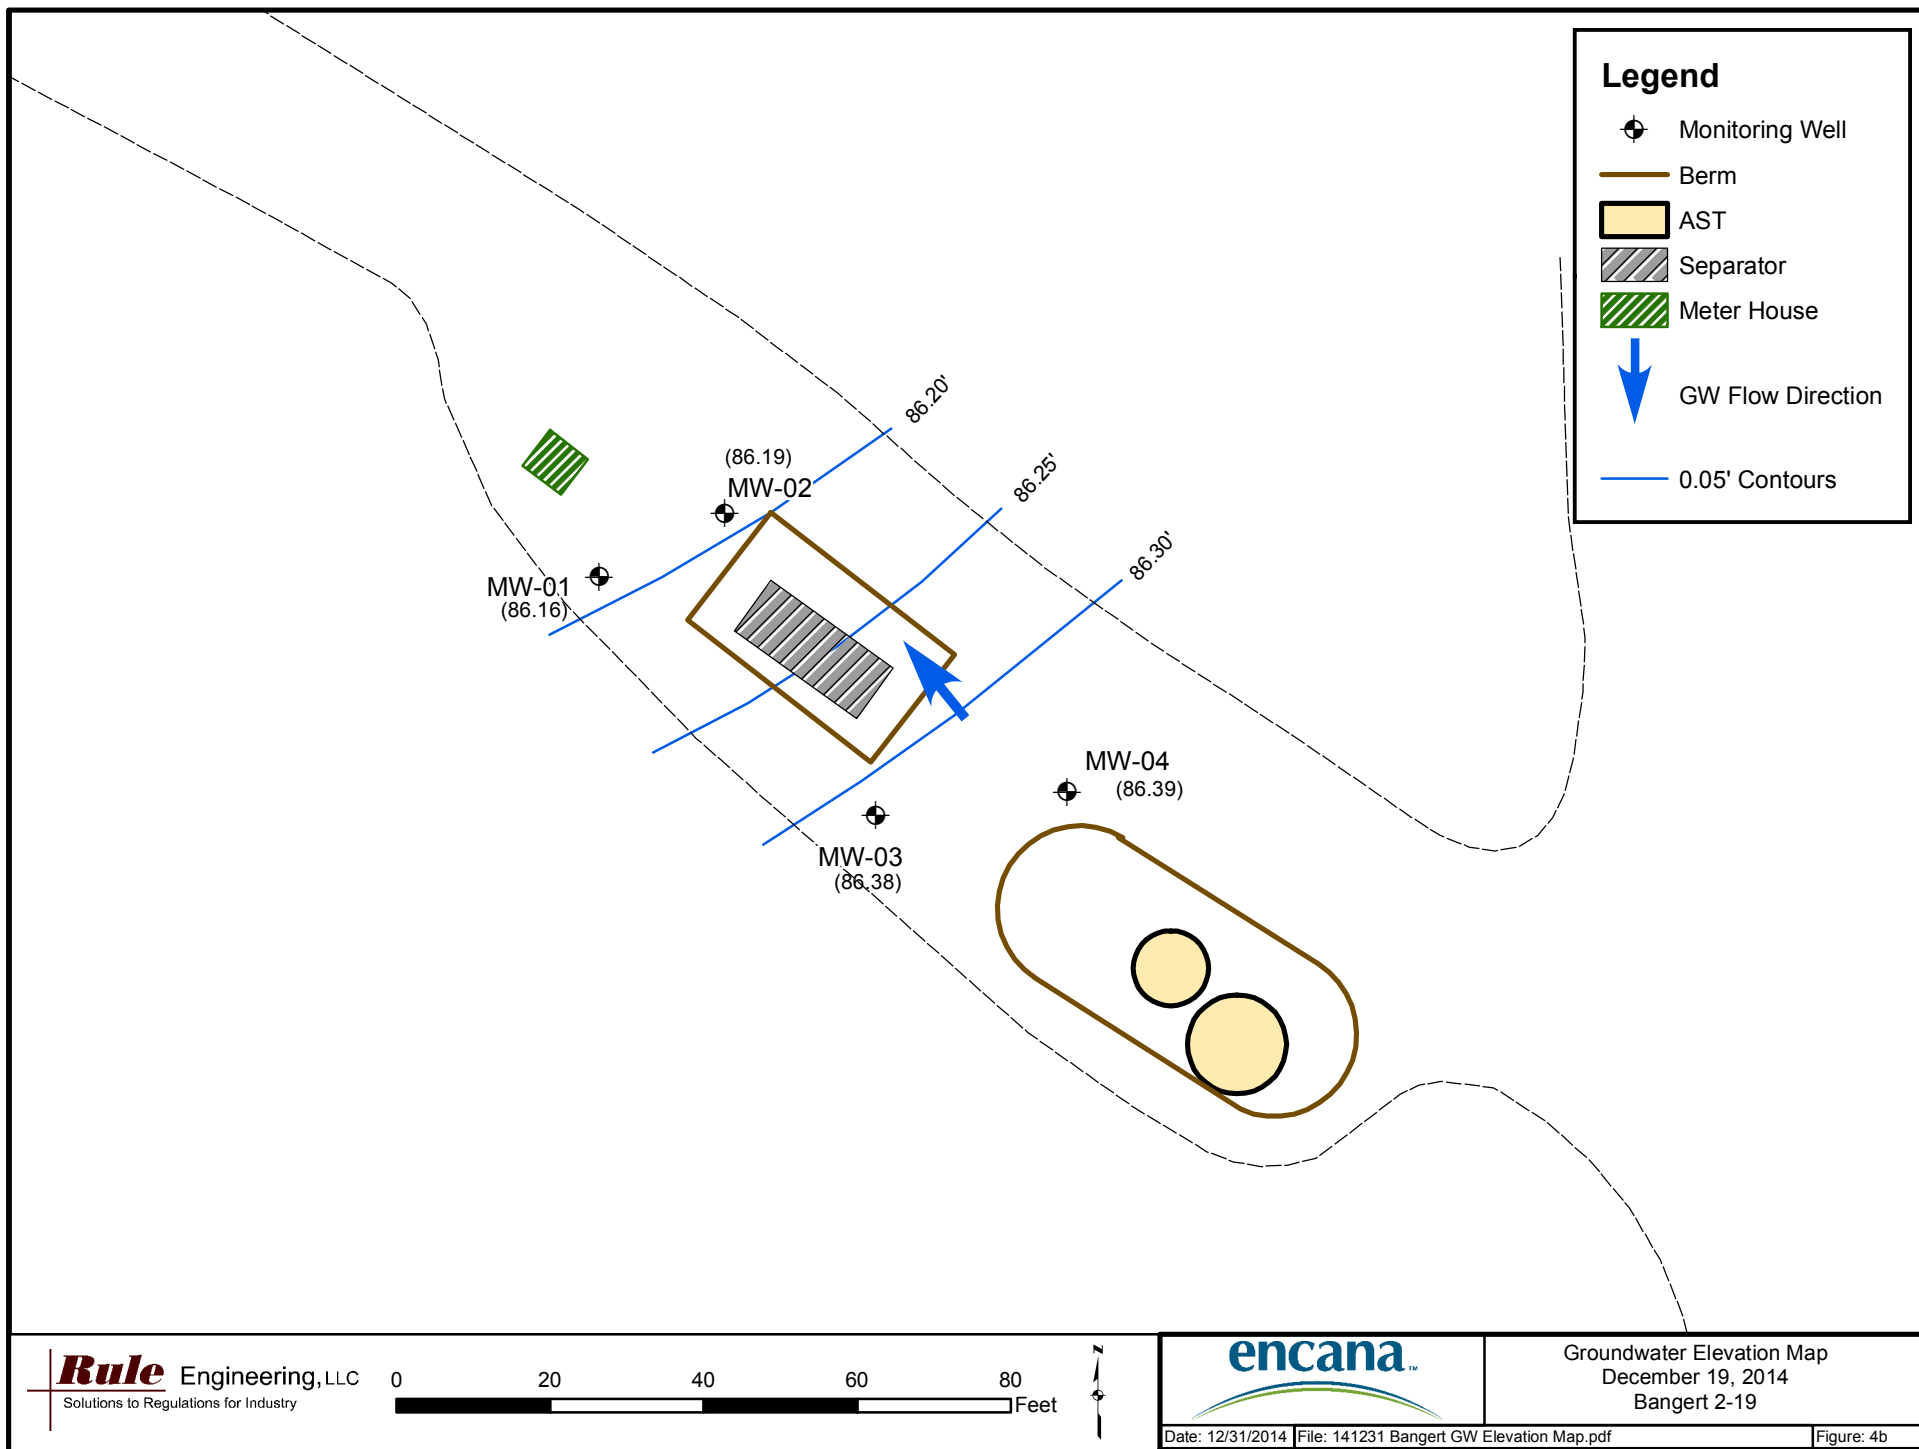 Legend
Monitoring Well
Berm
AST
Separator
Meter House
GW Flow Direction
0.05' Contours
86.20'
86.25'
86.30'
(86.19)
MW-02
MW-01
(86.16)
MW-04
(86.39)
MW-03
(86.38)
Rule Engineering, LLC
Solutions to Regulations for Industry
0 20 40 60 80
Feet
N
encana™
Groundwater Elevation Map
December 19, 2014
Bangert 2-19
Date: 12/31/2014 File: 141231 Bangert GW Elevation Map.pdf Figure: 4b